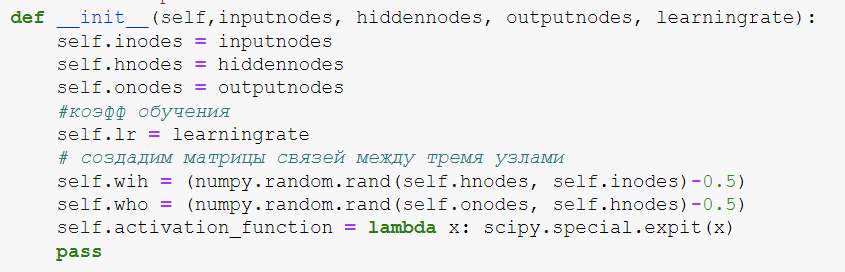 def __init__(self,inputnodes, hiddennodes, outputnodes, learningrate):
    self.inodes = inputnodes
    self.hnodes = hiddennodes
    self.onodes = outputnodes
    #коэфф обучения
    self.lr = learningrate
    # создадим матрицы связей между тремя узлами
    self.wih = (numpy.random.rand(self.hnodes, self.inodes)-0.5)
    self.who = (numpy.random.rand(self.onodes, self.hnodes)-0.5)
    self.activation_function = lambda x: scipy.special.expit(x)
    pass